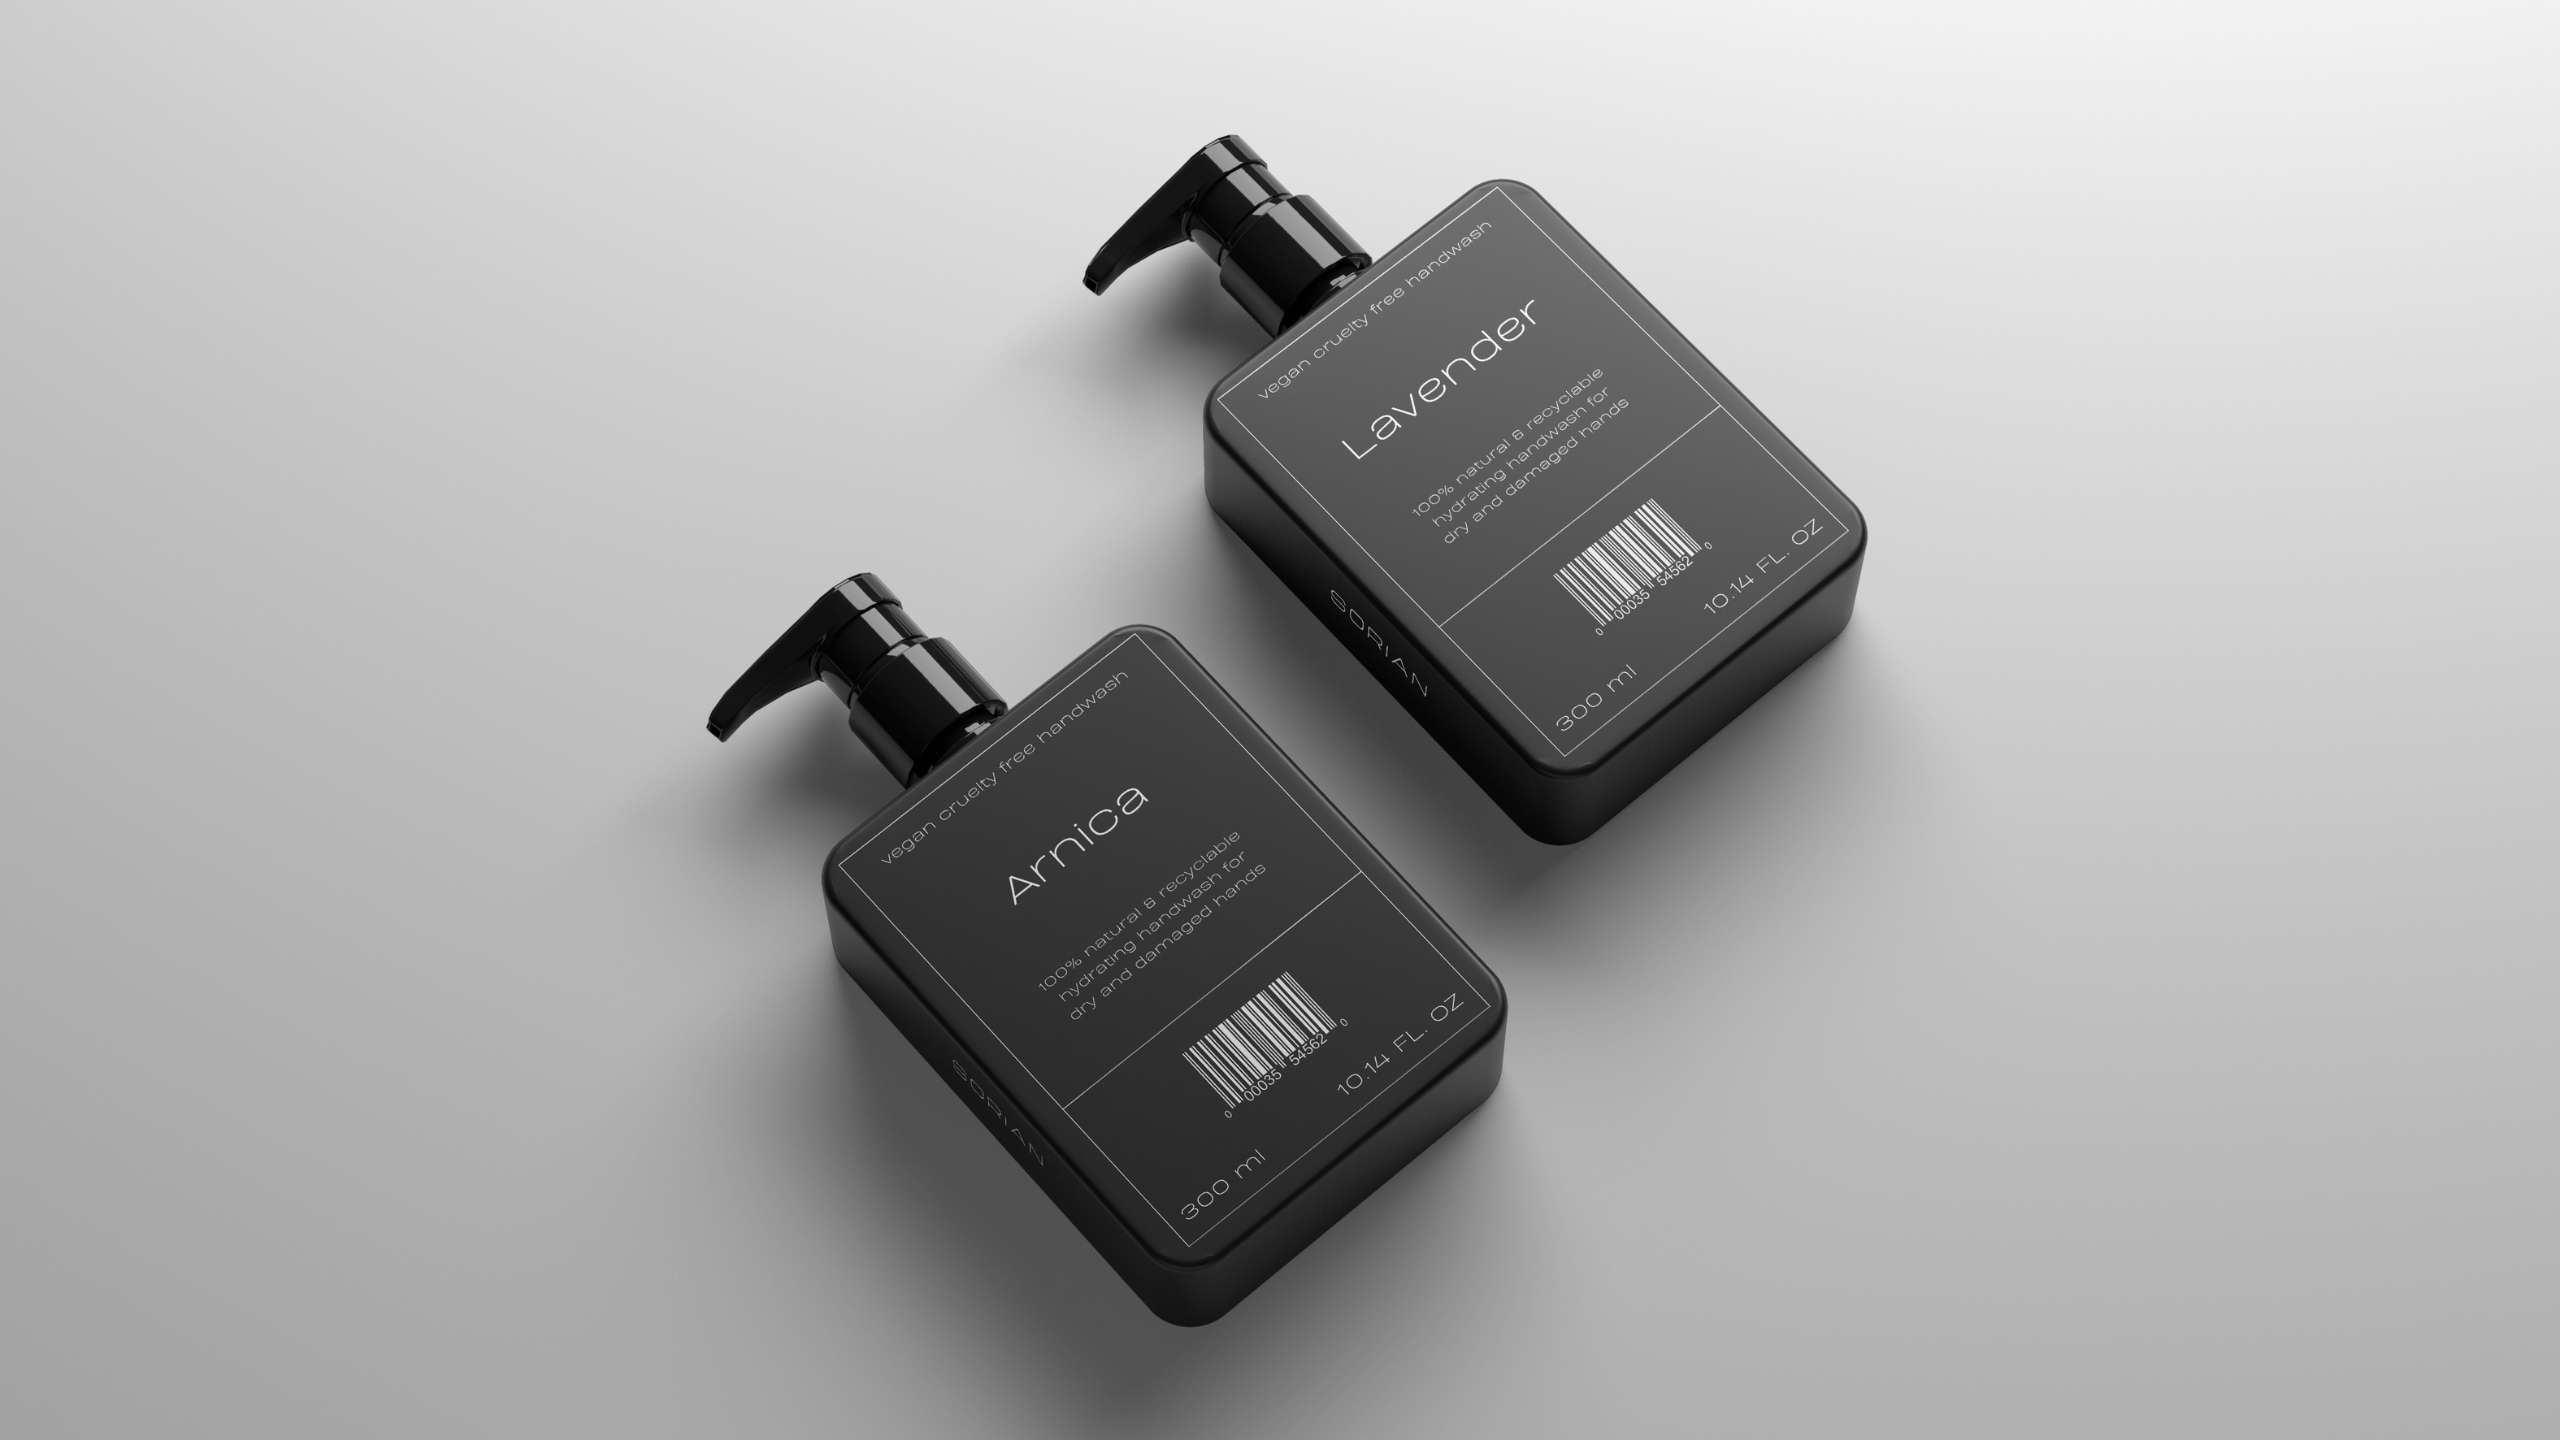 vegan cruelty free handwash
Lavender
100% natural & recyclable
hydrating handwash for
dry and damaged hands
0 00035 54562 0
300 ml 10.14 FL. OZ
SORIAN
vegan cruelty free handwash
Arnica
100% natural & recyclable
hydrating handwash for
dry and damaged hands
0 00035 54562 0
300 ml 10.14 FL. OZ
SORIAN